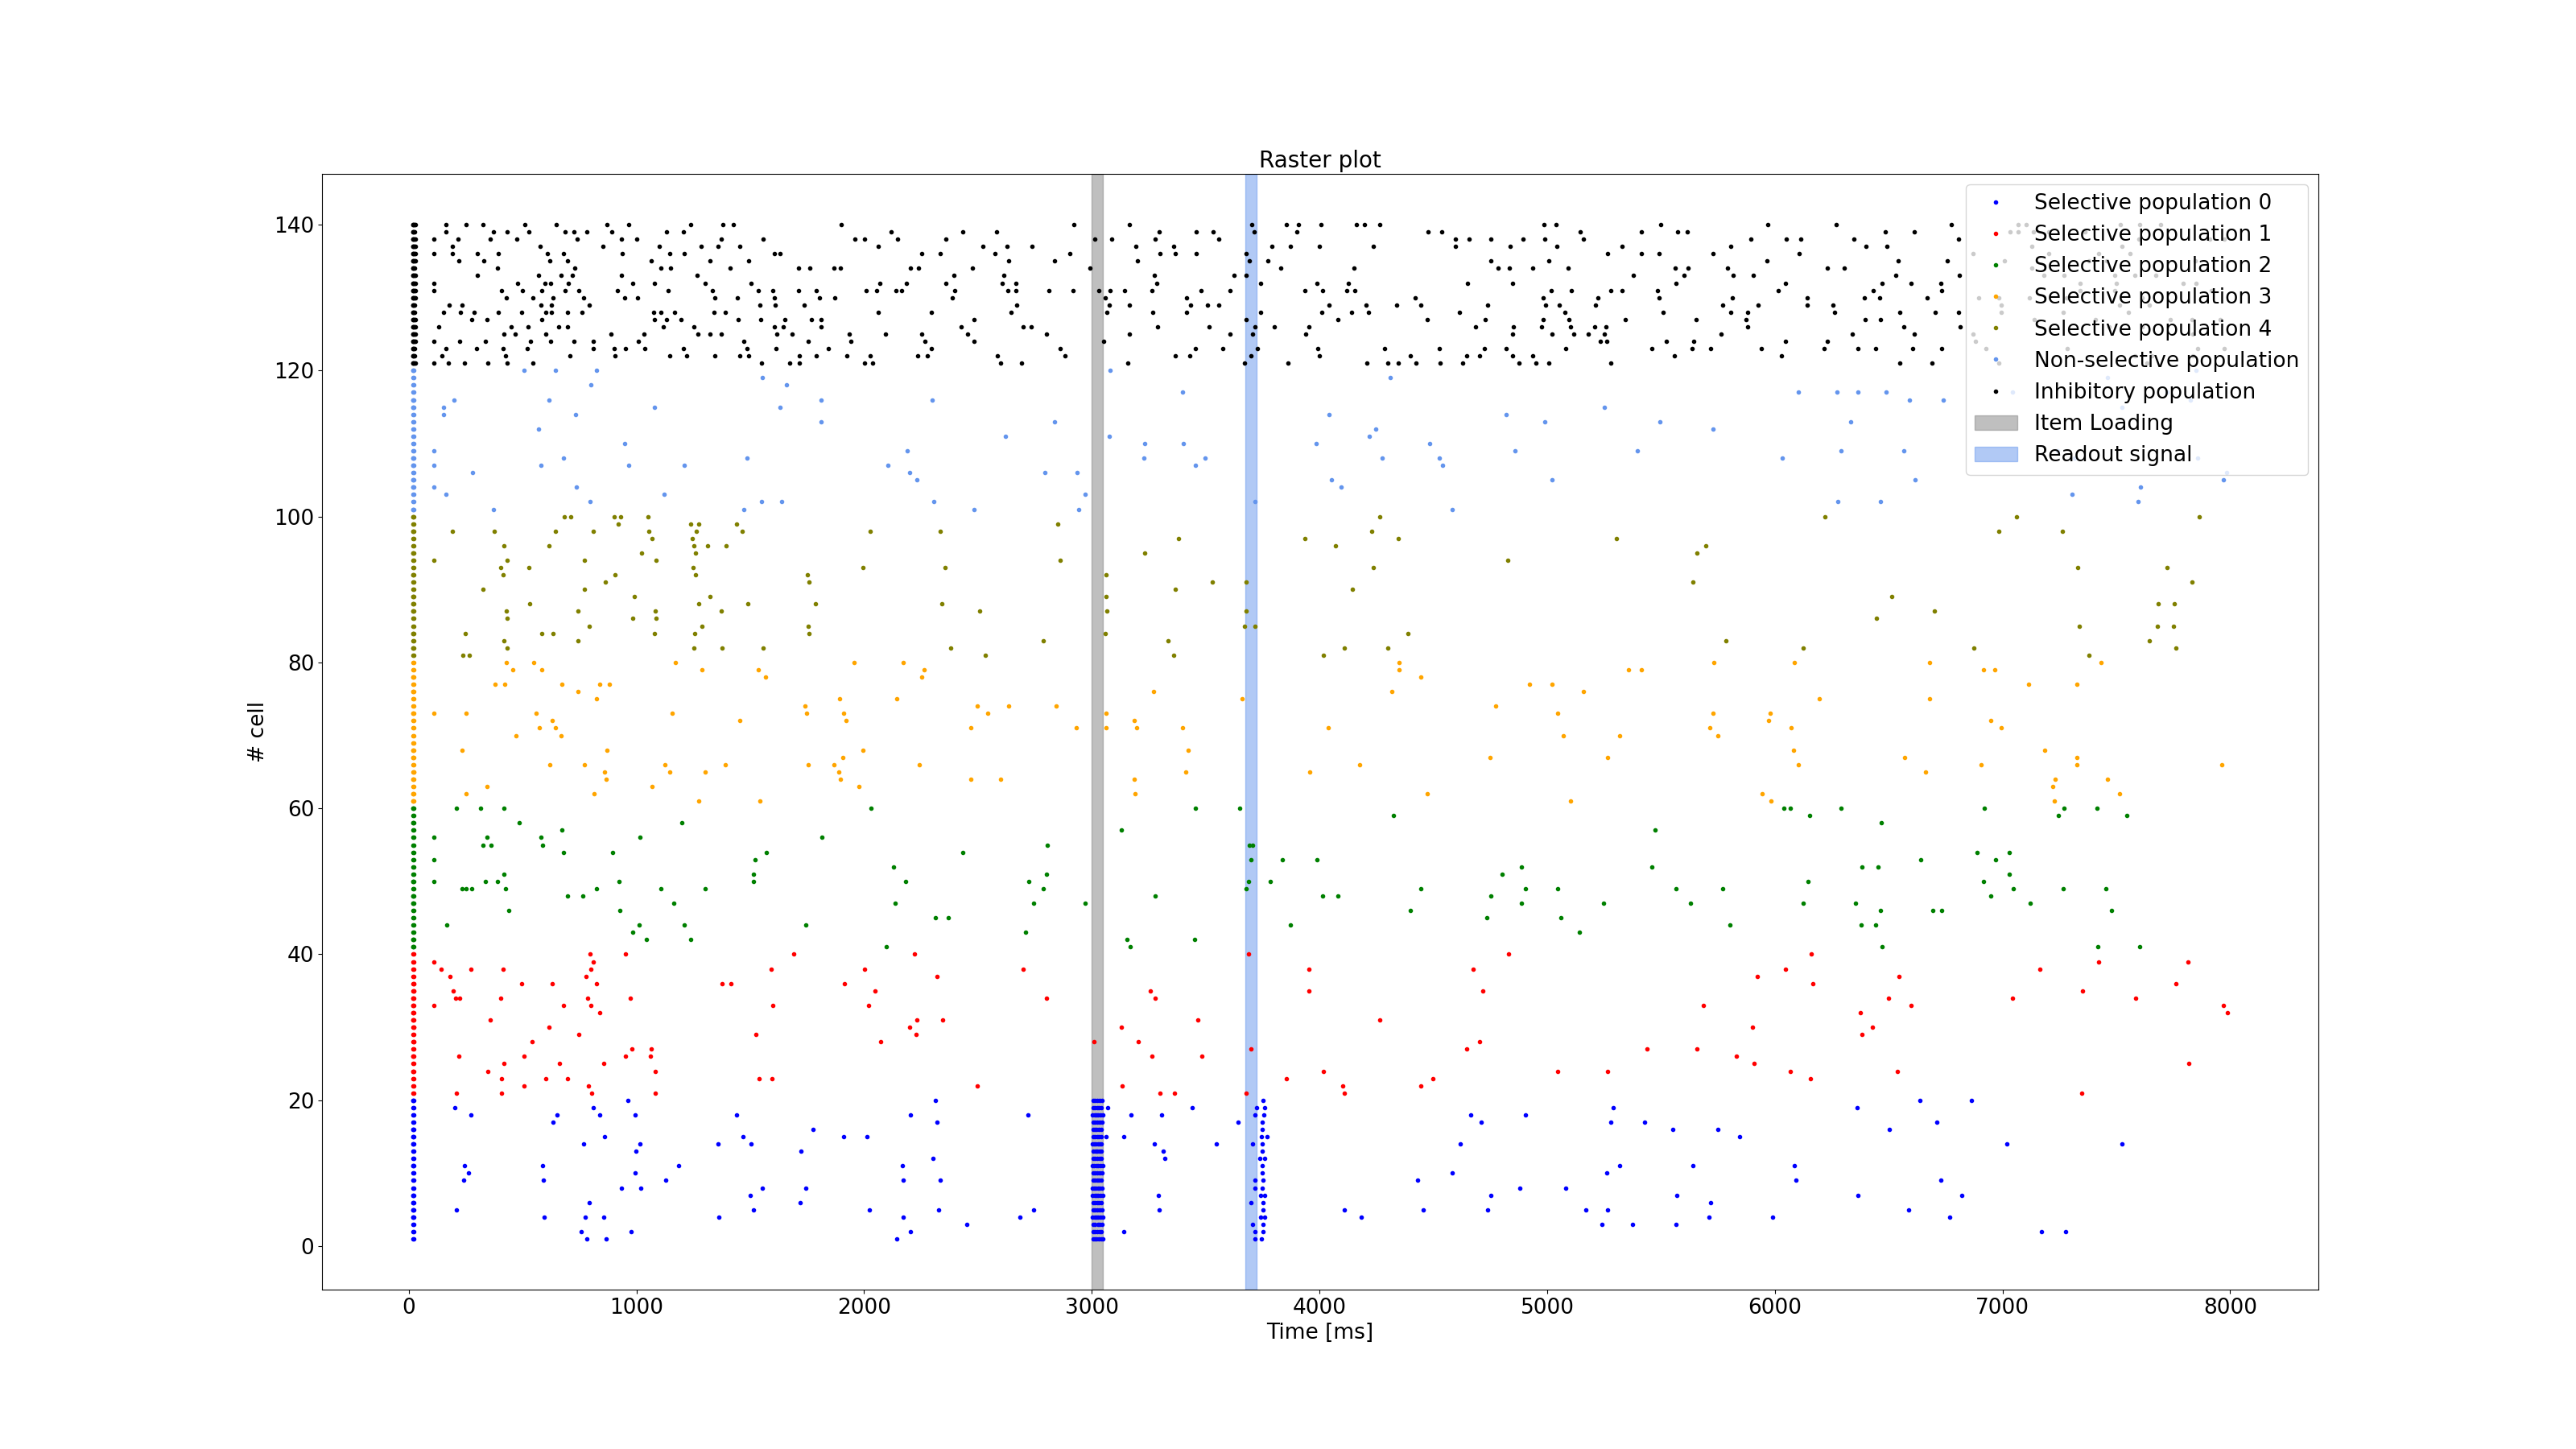 Raster plot
140
120
100
80
60
40
20
0
# cell
0 1000 2000 3000 4000 5000 6000 7000 8000
Time [ms]
Selective population 0
Selective population 1
Selective population 2
Selective population 3
Selective population 4
Non-selective population
Inhibitory population
Item Loading
Readout signal